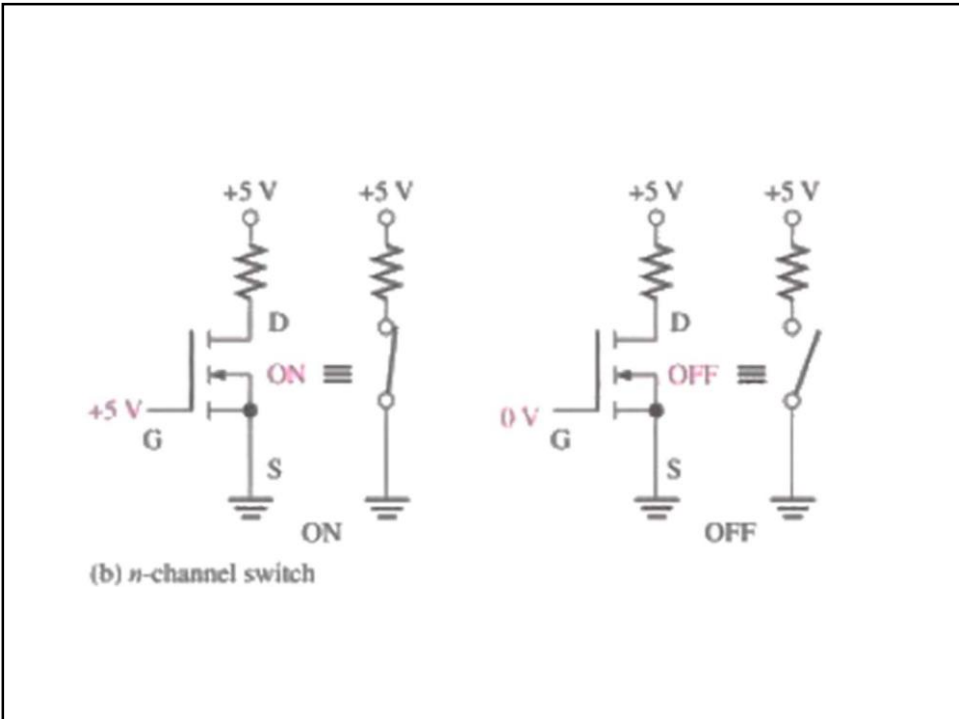 +5 V +5 V +5 V +5 V
D D
ON OFF
+5 V 0 V
G G
S S
ON OFF
(b) n-channel switch